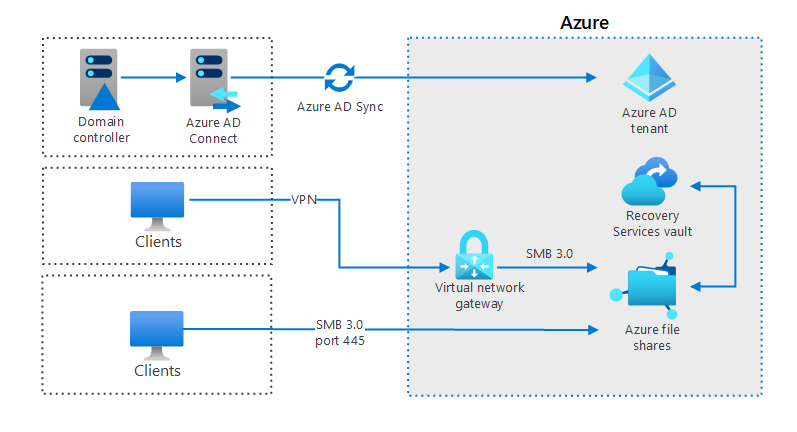 Azure
Domain
controller
Azure AD
Connect
Azure AD Sync
Azure AD
tenant
Clients
VPN
Recovery
Services vault
Virtual network
gateway
SMB 3.0
Clients
SMB 3.0
port 445
Azure file
shares